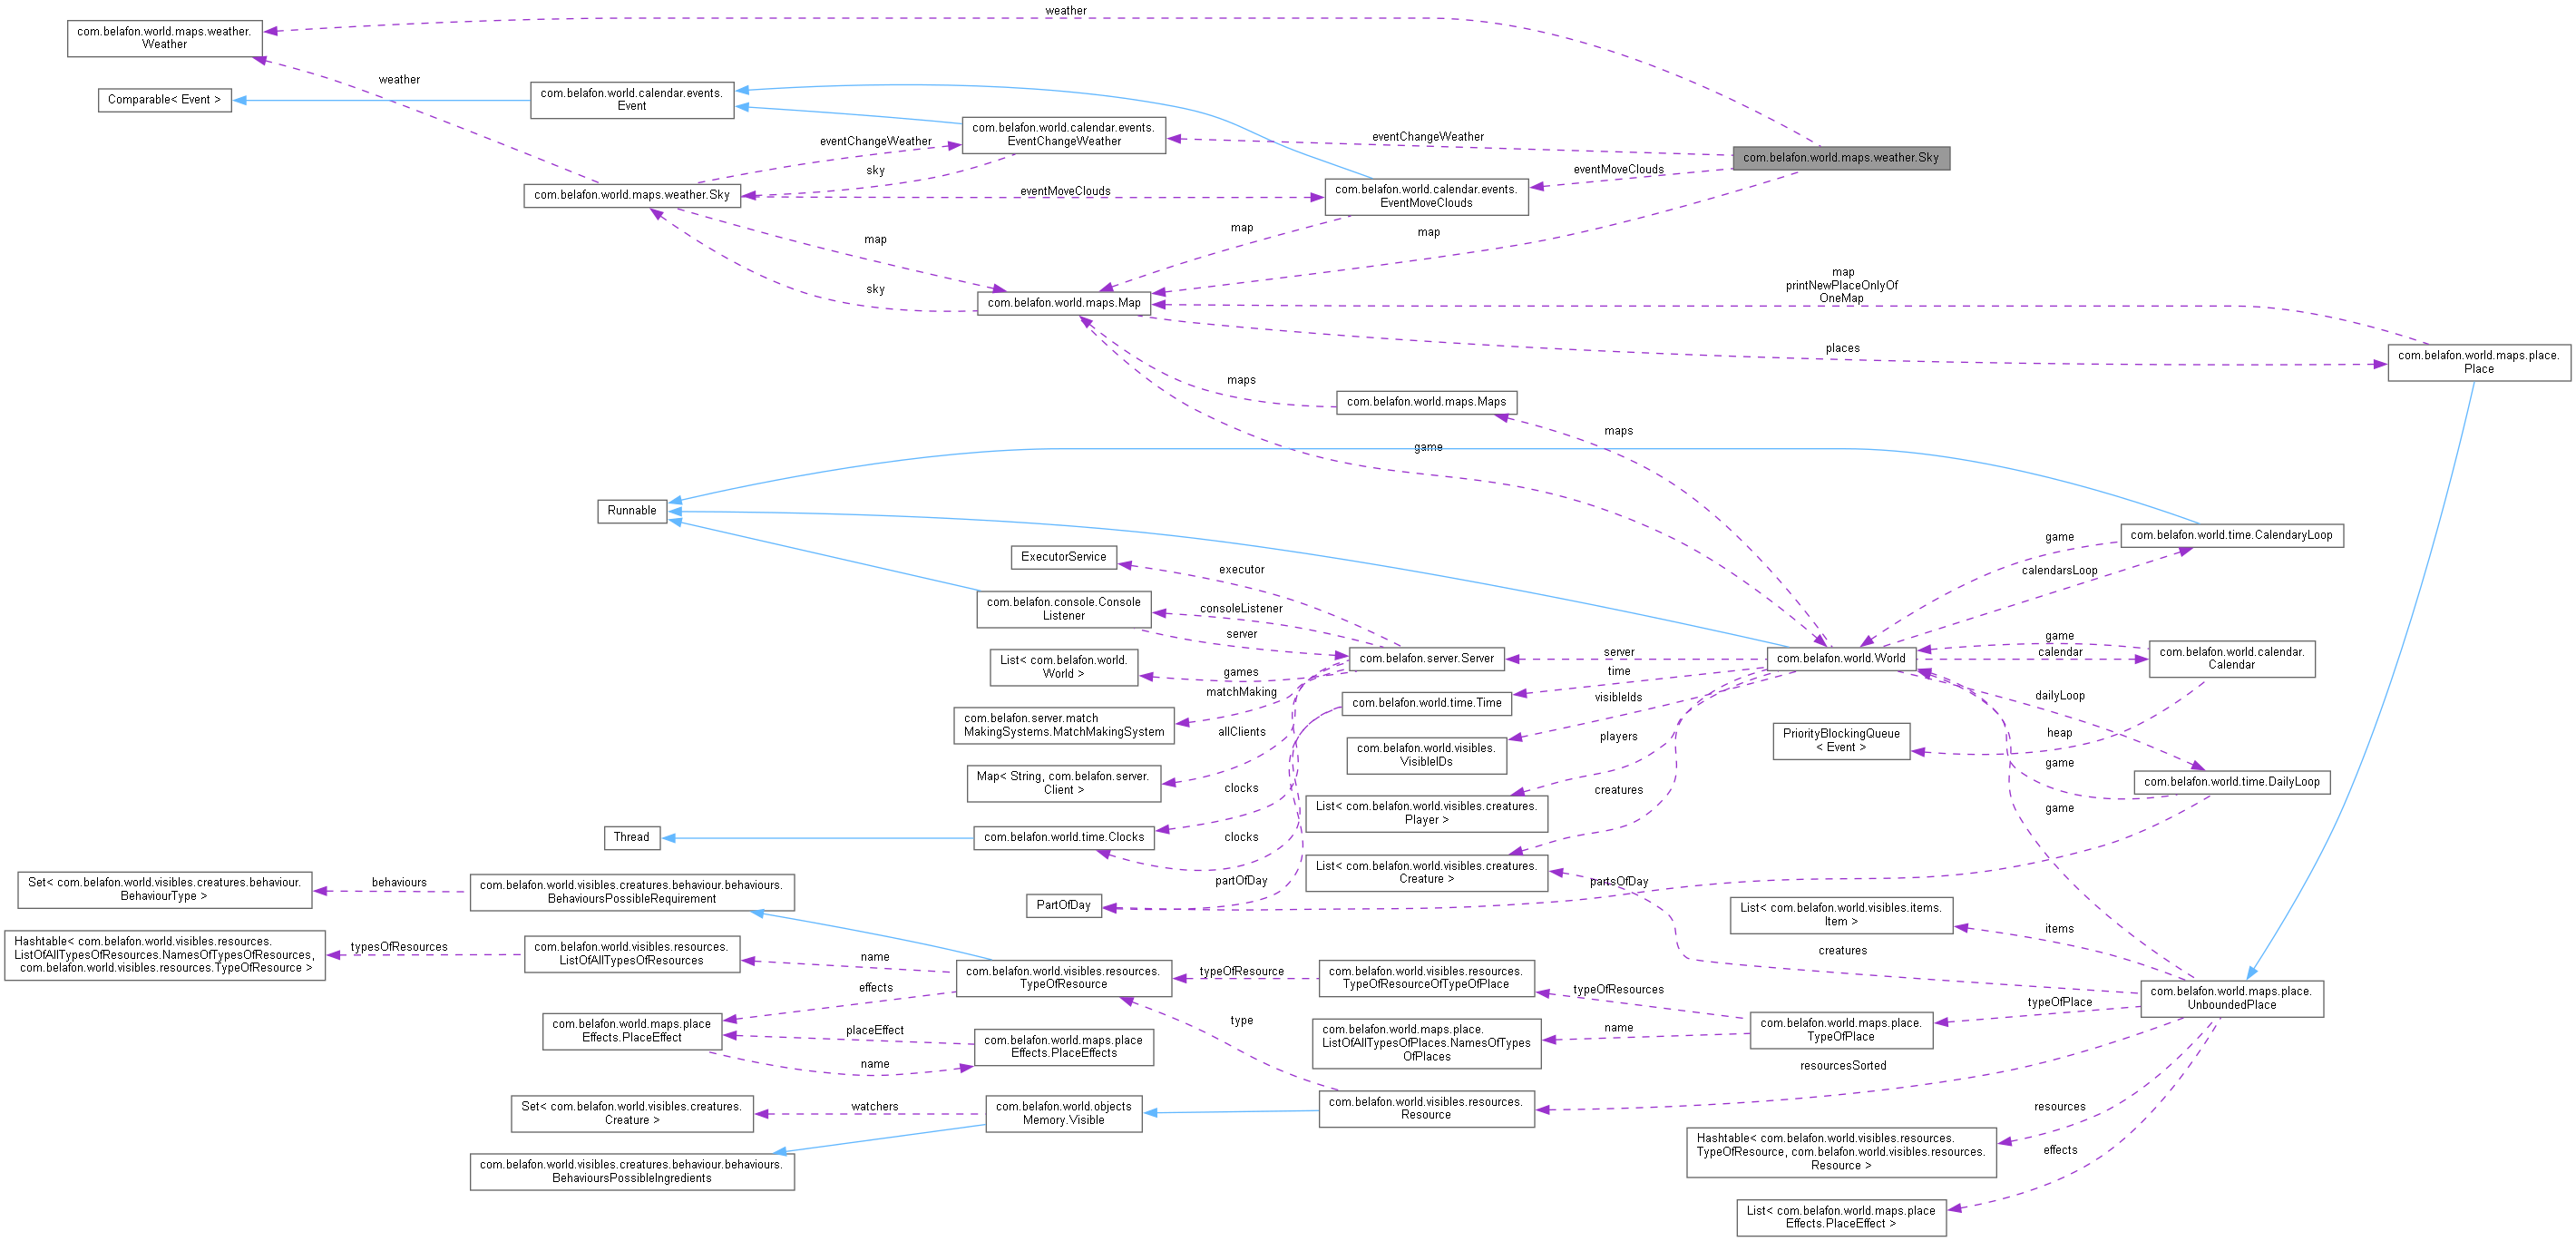 weather
com.belafon.world.maps.weather.
Weather
weather
Comparable< Event >
com.belafon.world.calendar.events.
Event
com.belafon.world.calendar.events.
EventChangeWeather
eventChangeWeather
eventChangeWeather
sky
com.belafon.world.maps.weather.Sky
eventMoveClouds
com.belafon.world.maps.weather.Sky
eventMoveClouds
com.belafon.world.calendar.events.
EventMoveClouds
map
map
map
sky
com.belafon.world.maps.Map
map
printNewPlaceOnlyOf
OneMap
places
com.belafon.world.maps.place.
Place
maps
com.belafon.world.maps.Maps
maps
game
Runnable
com.belafon.world.time.CalendaryLoop
game
calendarsLoop
ExecutorService
executor
com.belafon.console.Console
Listener
consoleListener
server
List< com.belafon.world.
World >
games
com.belafon.server.Server
server
com.belafon.world.World
game
calendar
com.belafon.world.calendar.
Calendar
time
visibleIds
matchMaking
com.belafon.server.match
MakingSystems.MatchMakingSystem
com.belafon.world.time.Time
dailyLoop
allClients
com.belafon.world.visibles.
VisibleIDs
players
PriorityBlockingQueue
< Event >
heap
game
com.belafon.world.time.DailyLoop
Map< String, com.belafon.server.
Client >
clocks
creatures
List< com.belafon.world.visibles.creatures.
Player >
game
Thread
com.belafon.world.time.Clocks
clocks
List< com.belafon.world.visibles.creatures.
Creature >
partOfDay
partsOfDay
PartOfDay
Set< com.belafon.world.visibles.creatures.behaviour.
BehaviourType >
behaviours
com.belafon.world.visibles.creatures.behaviour.behaviours.
BehavioursPossibleRequirement
List< com.belafon.world.visibles.items.
Item >
items
creatures
Hashtable< com.belafon.world.visibles.resources.
ListOfAllTypesOfResources.NamesOfTypesOfResources,
com.belafon.world.visibles.resources.TypeOfResource >
typesOfResources
com.belafon.world.visibles.resources.
ListOfAllTypesOfResources
name
effects
com.belafon.world.visibles.resources.
TypeOfResource
typeOfResource
com.belafon.world.visibles.resources.
TypeOfResourceOfTypeOfPlace
typeOfResources
com.belafon.world.maps.place.
UnboundedPlace
typeOfPlace
com.belafon.world.maps.place
Effects.PlaceEffect
placeEffect
name
com.belafon.world.maps.place
Effects.PlaceEffects
type
com.belafon.world.maps.place.
ListOfAllTypesOfPlaces.NamesOfTypes
OfPlaces
name
com.belafon.world.maps.place.
TypeOfPlace
resourcesSorted
Set< com.belafon.world.visibles.creatures.
Creature >
watchers
com.belafon.world.objects
Memory.Visible
com.belafon.world.visibles.resources.
Resource
resources
Hashtable< com.belafon.world.visibles.resources.
TypeOfResource, com.belafon.world.visibles.resources.
Resource >
effects
com.belafon.world.visibles.creatures.behaviour.behaviours.
BehavioursPossibleIngredients
List< com.belafon.world.maps.place
Effects.PlaceEffect >